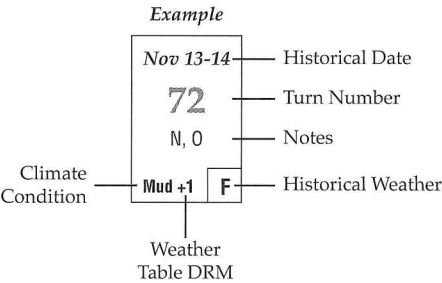 Example
Nov 13-14
Historical Date
72
Turn Number
N, O
Notes
Climate
Condition
Mud +1
F
Historical Weather
Weather
Table DRM